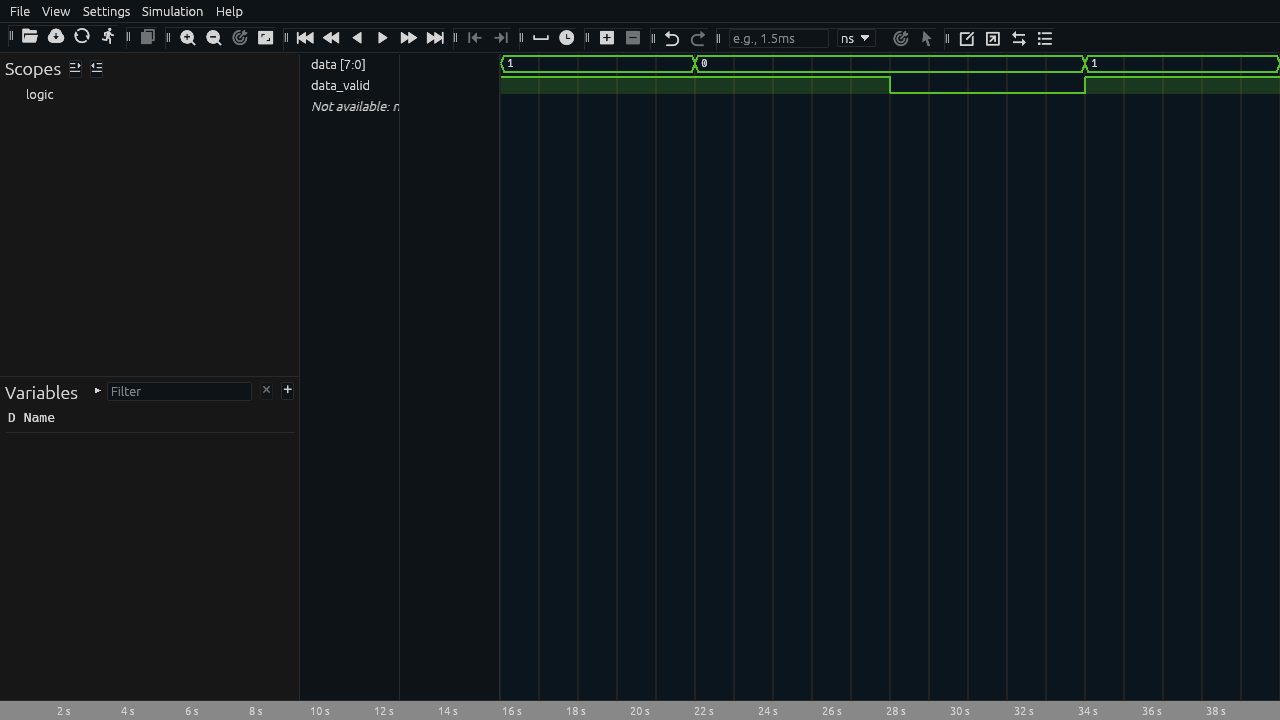 File View Settings Simulation Help
e.g., 1.5ms ns
Scopes
logic
data [7:0]
data_valid
Not available: r
1 0 1
Variables Filter
D Name
2 s 4 s 6 s 8 s 10 s 12 s 14 s 16 s 18 s 20 s 22 s 24 s 26 s 28 s 30 s 32 s 34 s 36 s 38 s